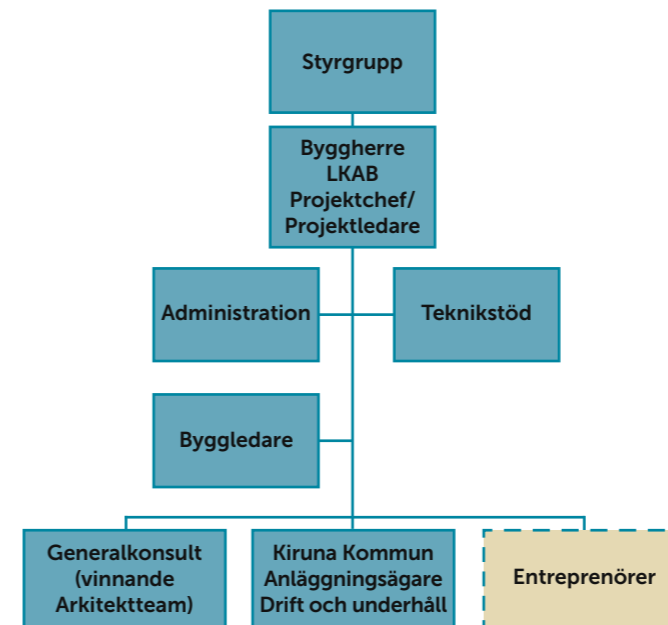 Styrgrupp
Byggherre
LKAB
Projektchef/
Projektledare
Administration
Teknikstöd
Byggledare
Generalkonsult
(vinnande
Arkitektteam)
Kiruna Kommun
Anläggningsägare
Drift och underhåll
Entreprenörer